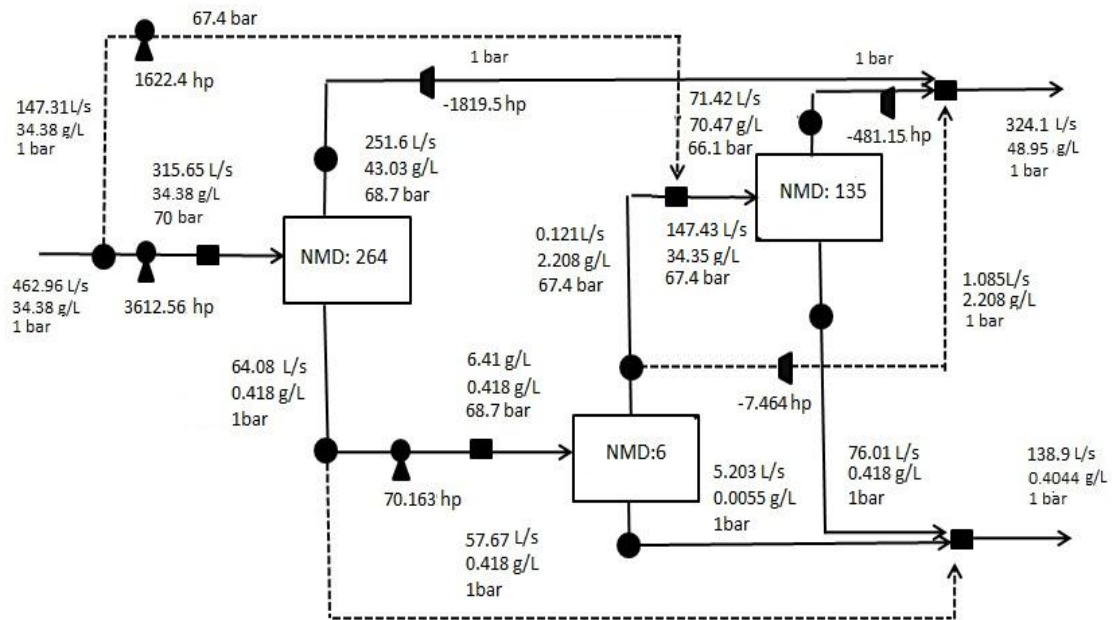 67.4 bar
1622.4 hp
147.31L/s
34.38 g/L
1 bar
1 bar
1 bar
-1819.5 hp
-481.15 hp
315.65 L/s
34.38 g/L
70 bar
251.6 L/s
43.03 g/L
68.7 bar
71.42 L/s
70.47 g/L
66.1 bar
324.1 L/s
48.95 g/L
1 bar
NMD: 264
NMD: 135
462.96 L/s
34.38 g/L
1 bar
3612.56 hp
0.121L/s
2.208 g/L
67.4 bar
147.43 L/s
34.35 g/L
67.4 bar
1.085L/s
2.208 g/L
1 bar
64.08 L/s
0.418 g/L
1bar
6.41 g/L
0.418 g/L
68.7 bar
-7.464 hp
NMD:6
70.163 hp
5.203 L/s
0.0055 g/L
1bar
76.01 L/s
0.418 g/L
1bar
138.9 L/s
0.4044 g/L
1 bar
57.67 L/s
0.418 g/L
1bar